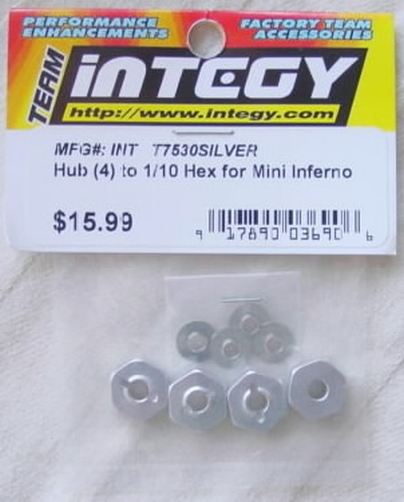 PERFORMANCE FACTORY TEAM
ENHANCEMENTS ACCESSORIES
TEAM
iNTEGY
http://www.integy.com
MFG#: INT T7530SILVER
Hub (4) to 1/10 Hex for Mini Inferno
$15.99
9 17890 03690 6